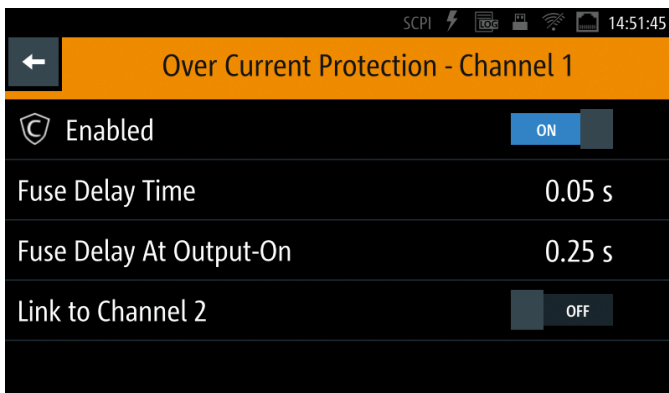 SCPI LOG 14:51:45
Over Current Protection - Channel 1
C Enabled ON
Fuse Delay Time 0.05 s
Fuse Delay At Output-On 0.25 s
Link to Channel 2 OFF